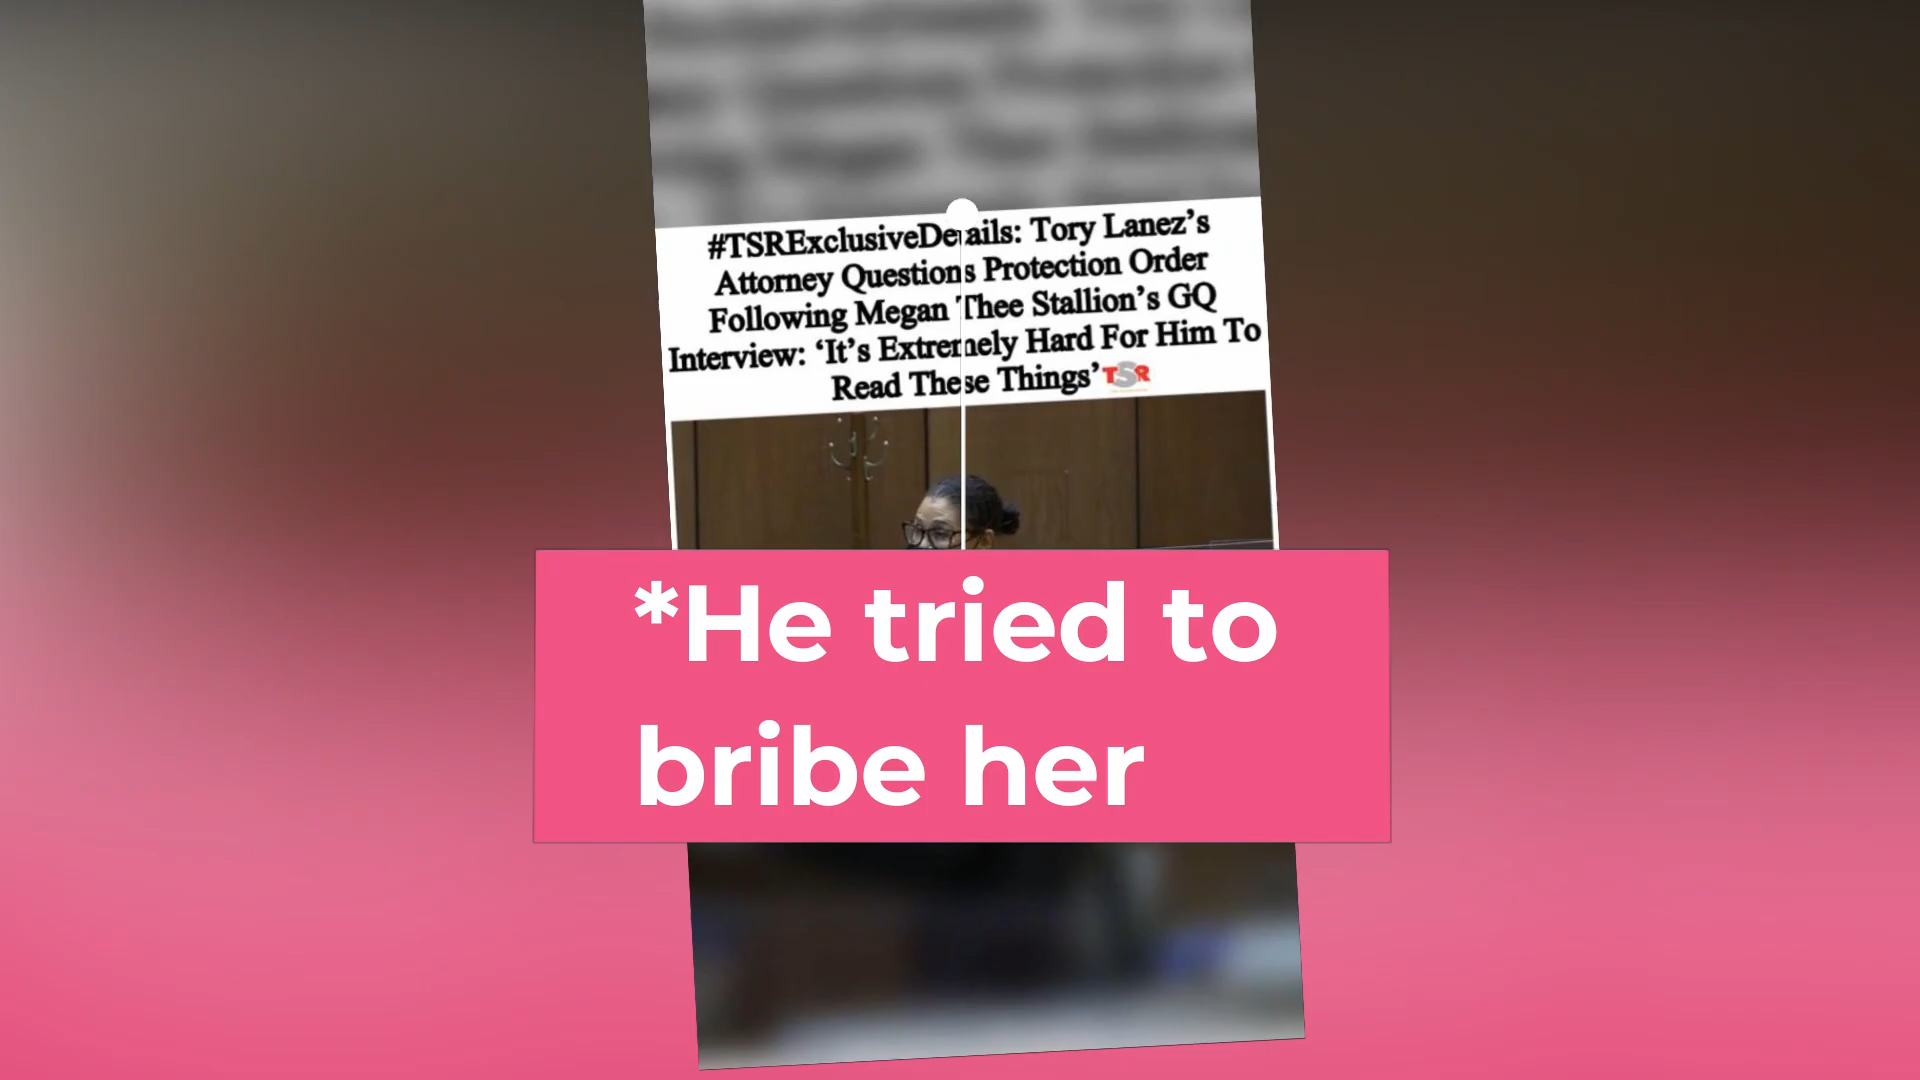 #TSRExclusiveDetails: Tory Lanez’s
Attorney Questions Protection Order
Following Megan Thee Stallion’s GQ
Interview: ‘It’s Extremely Hard For Him To
Read These Things’ TSR
*He tried to
bribe her